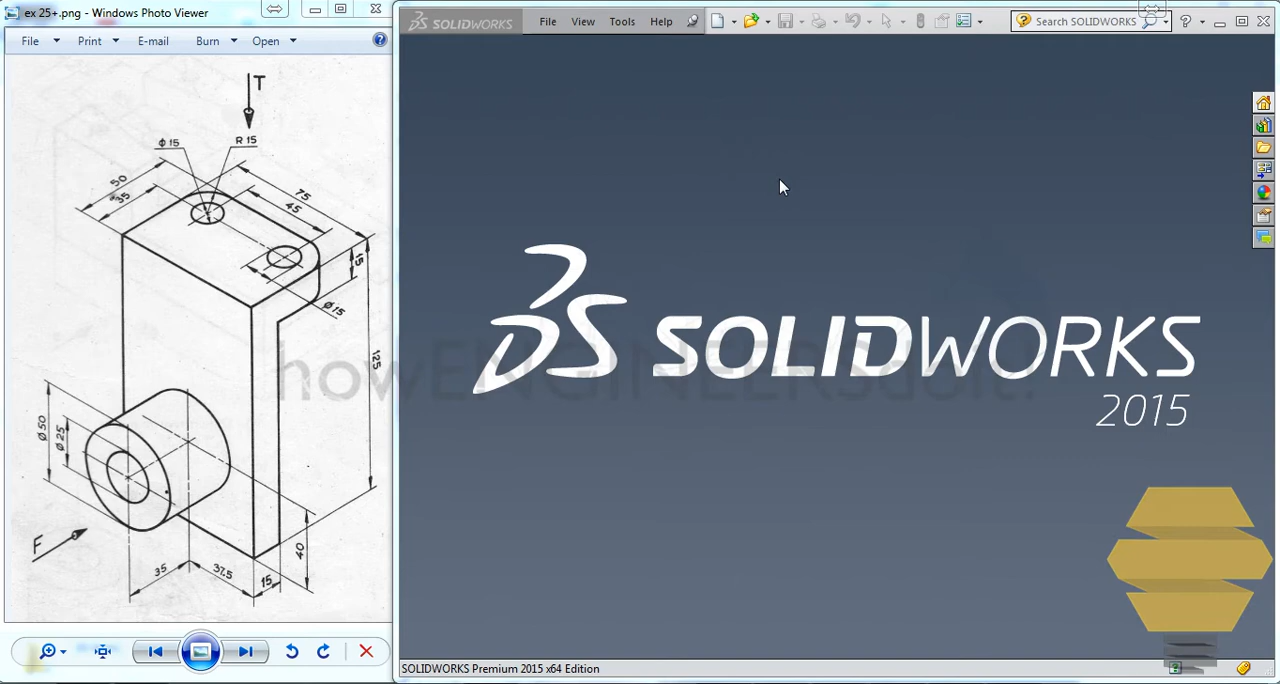 ex 25+.png - Windows Photo Viewer
File Print E-mail Burn Open
T
Φ 15
R 15
50
35
75
45
15
Φ 15
125
Φ 50
Φ 25
F
35
37,5
15
40
SOLIDWORKS File View Tools Help
Search SOLIDWORKS
SOLIDWORKS
2015
howENGINEERSdoit
SOLIDWORKS Premium 2015 x64 Edition